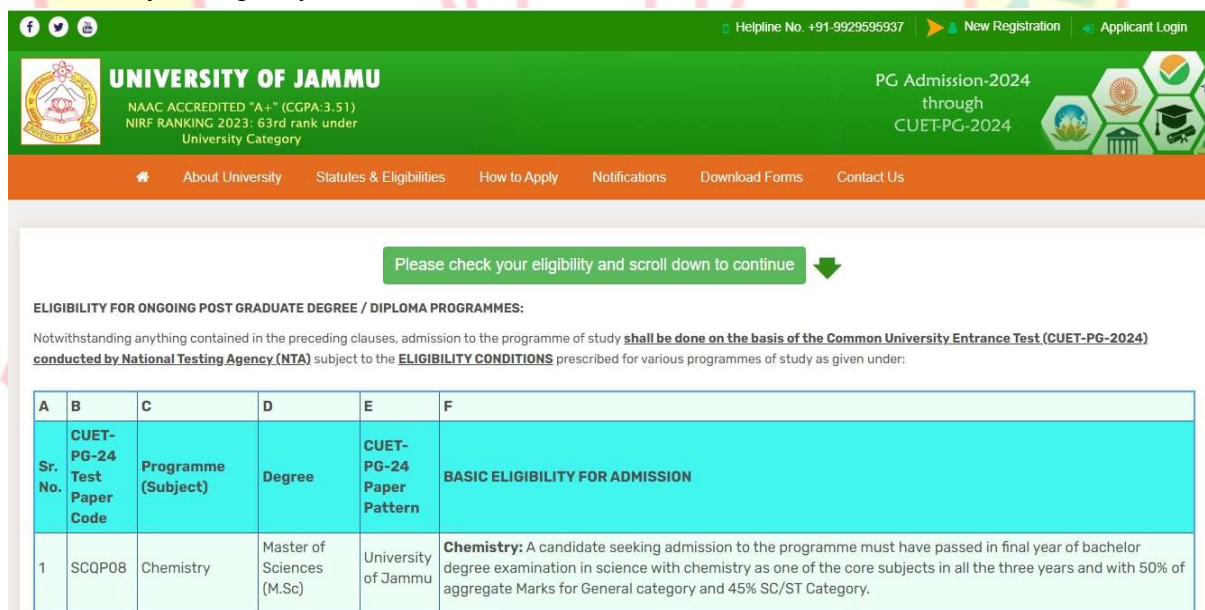 Helpline No. +91-9929595937 New Registration Applicant Login
UNIVERSITY OF JAMMU
NAAC ACCREDITED "A+" (CGPA:3.51)
NIRF RANKING 2023: 63rd rank under
University Category
PG Admission-2024
through
CUET-PG-2024
About University Statutes & Eligibilities How to Apply Notifications Download Forms Contact Us
Please check your eligibility and scroll down to continue
ELIGIBILITY FOR ONGOING POST GRADUATE DEGREE / DIPLOMA PROGRAMMES:
Notwithstanding anything contained in the preceding clauses, admission to the programme of study shall be done on the basis of the Common University Entrance Test (CUET-PG-2024)
conducted by National Testing Agency (NTA) subject to the ELIGIBILITY CONDITIONS prescribed for various programmes of study as given under:
A B C D E F
Sr. No. CUET-PG-24 Test Paper Code Programme (Subject) Degree CUET-PG-24 Paper Pattern BASIC ELIGIBILITY FOR ADMISSION
1 SCQP08 Chemistry Master of Sciences (M.Sc) University of Jammu Chemistry: A candidate seeking admission to the programme must have passed in final year of bachelor
degree examination in science with chemistry as one of the core subjects in all the three years and with 50% of
aggregate Marks for General category and 45% SC/ST Category.